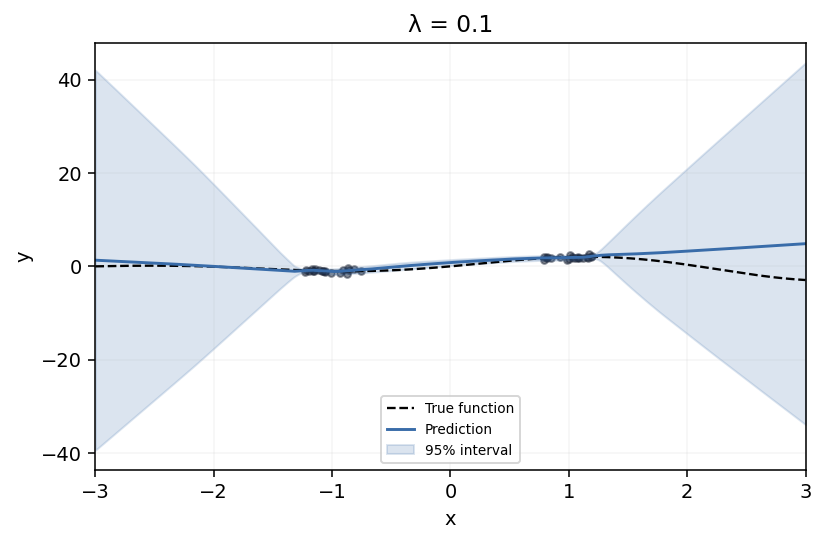 λ = 0.1
40
20
0
−20
−40
y
−3
−2
−1
0
1
2
3
x
True function
Prediction
95% interval